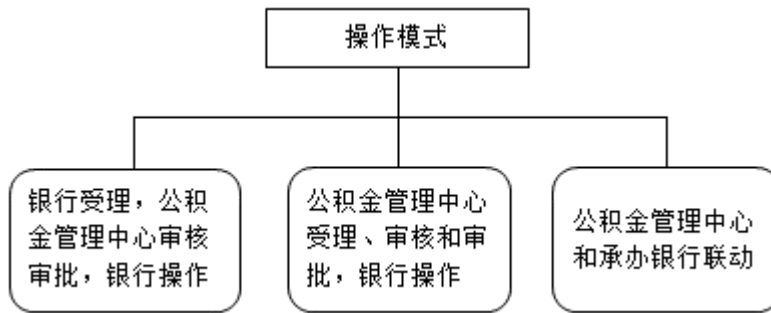 操作模式
银行受理，公积
金管理中心审核
审批，银行操作
公积金管理中心
受理、审核和审
批，银行操作
公积金管理中心
和承办银行联动